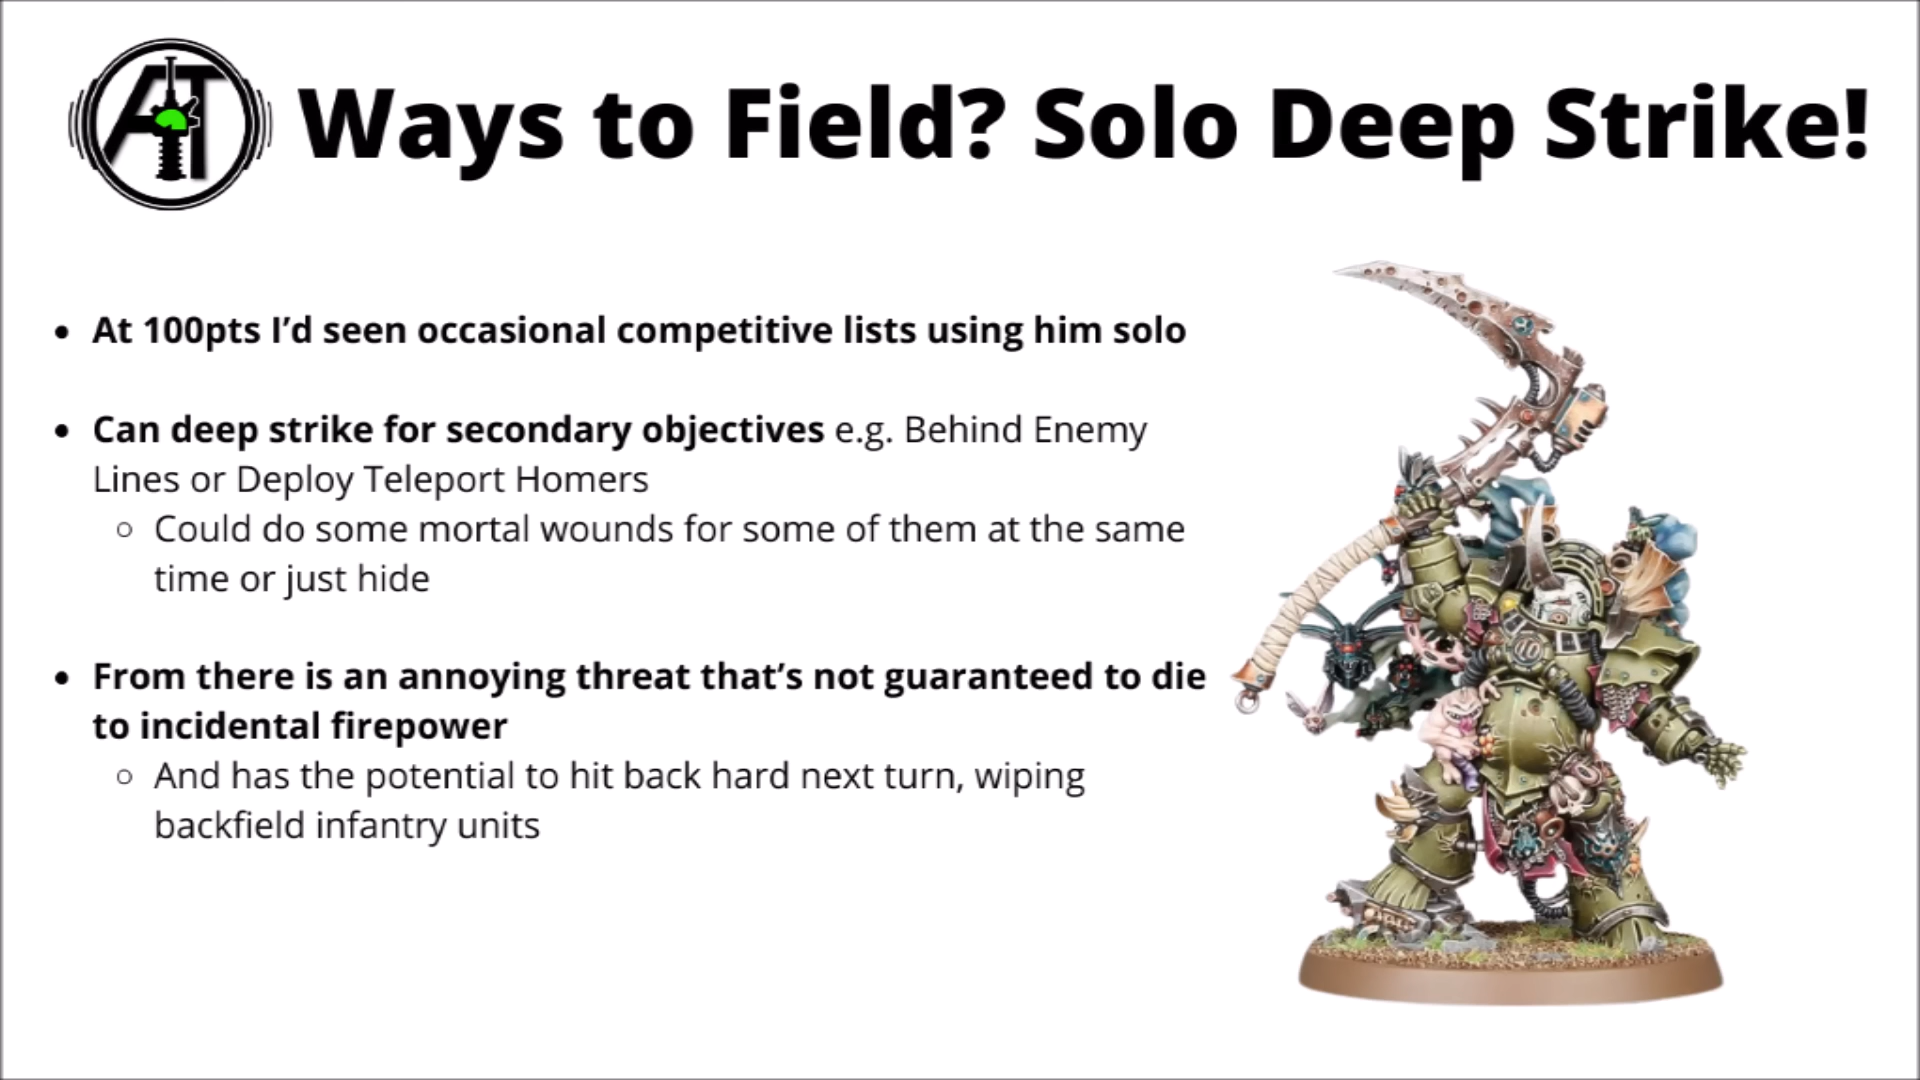 AT
Ways to Field? Solo Deep Strike!
• At 100pts I’d seen occasional competitive lists using him solo
• Can deep strike for secondary objectives e.g. Behind Enemy
Lines or Deploy Teleport Homers
○ Could do some mortal wounds for some of them at the same
time or just hide
• From there is an annoying threat that’s not guaranteed to die
to incidental firepower
○ And has the potential to hit back hard next turn, wiping
backfield infantry units